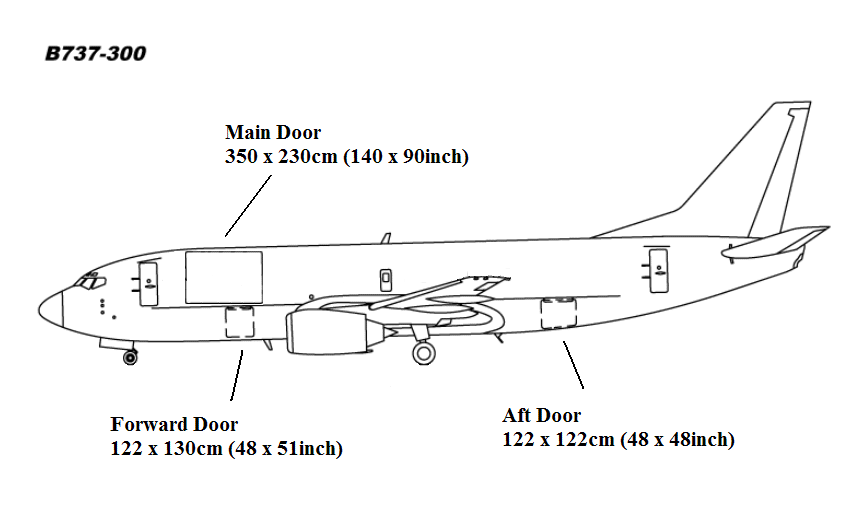 B737-300
Main Door
350 x 230cm (140 x 90inch)
Forward Door
122 x 130cm (48 x 51inch)
Aft Door
122 x 122cm (48 x 48inch)